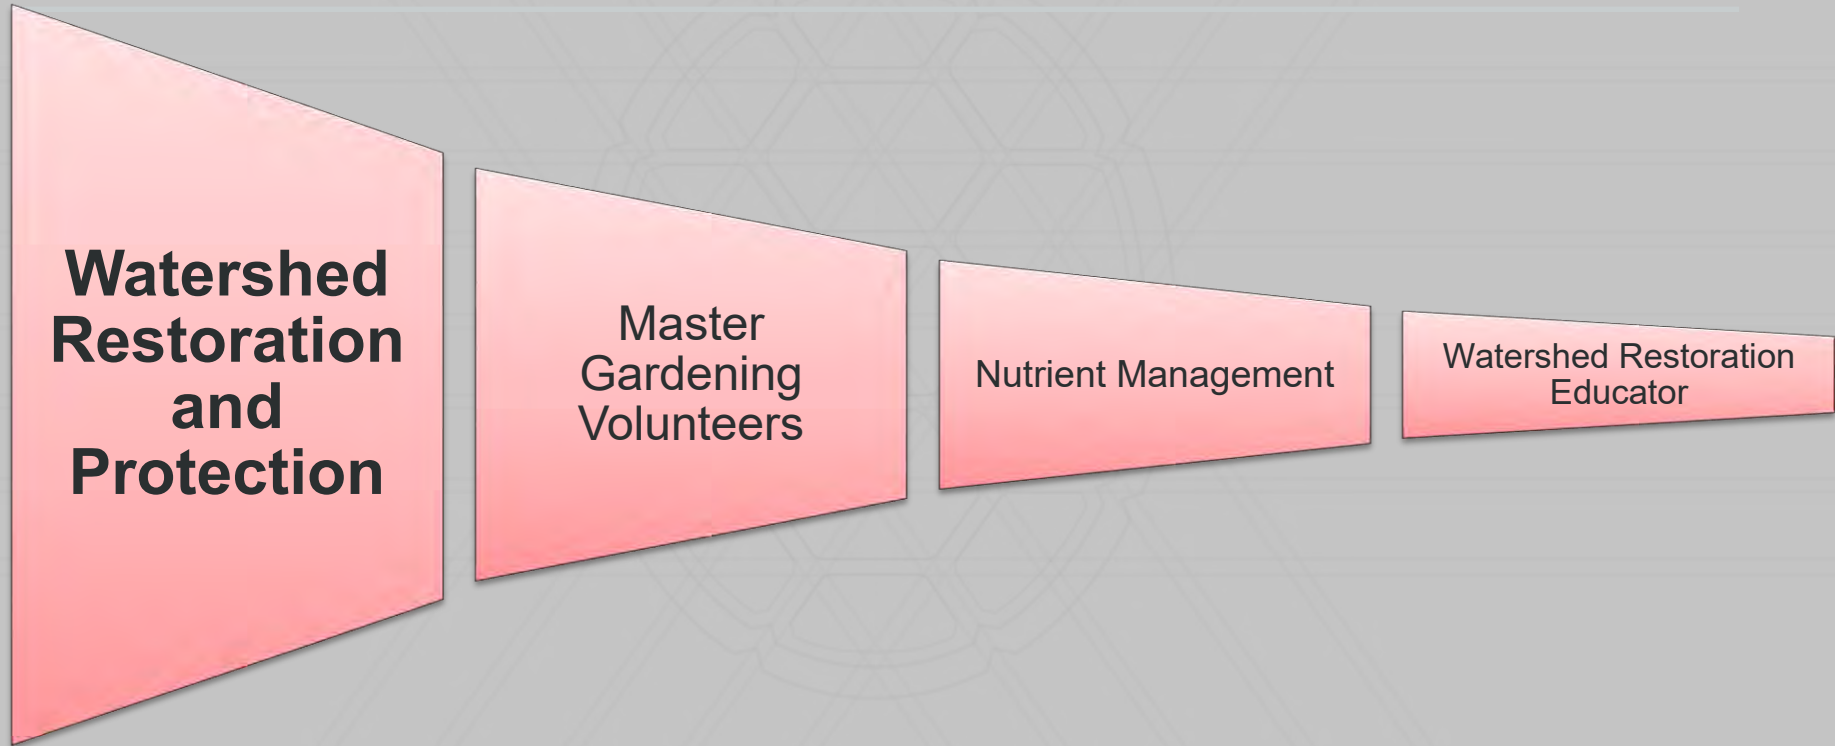 Watershed
Restoration
and
Protection
Master
Gardening
Volunteers
Nutrient Management
Watershed Restoration
Educator